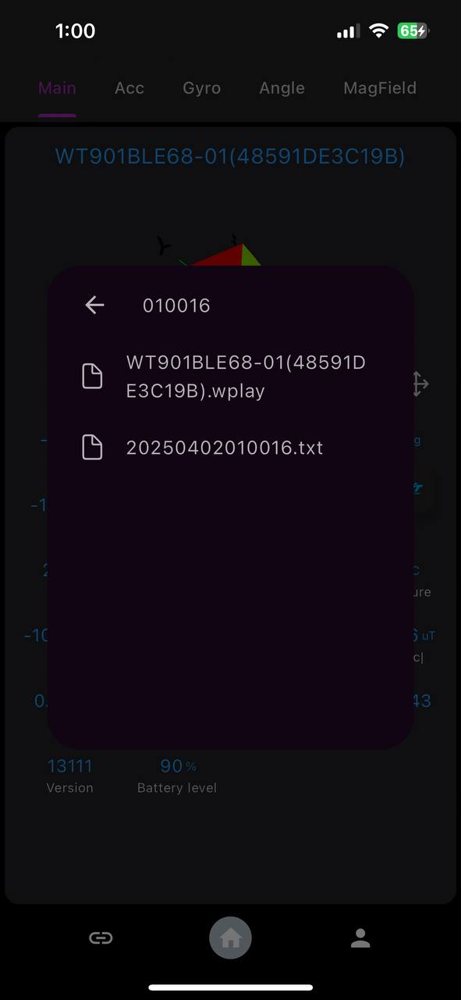 1:00
65
Main
Acc
Gyro
Angle
MagField
WT901BLE68-01(48591DE3C19B)
Y
010016
WT901BLE68-01(48591D
E3C19B).wplay
g
20250402010016.txt
-1
2
C
ure
-10
6 uT
c|
0.
43
13111
90 %
Version
Battery level